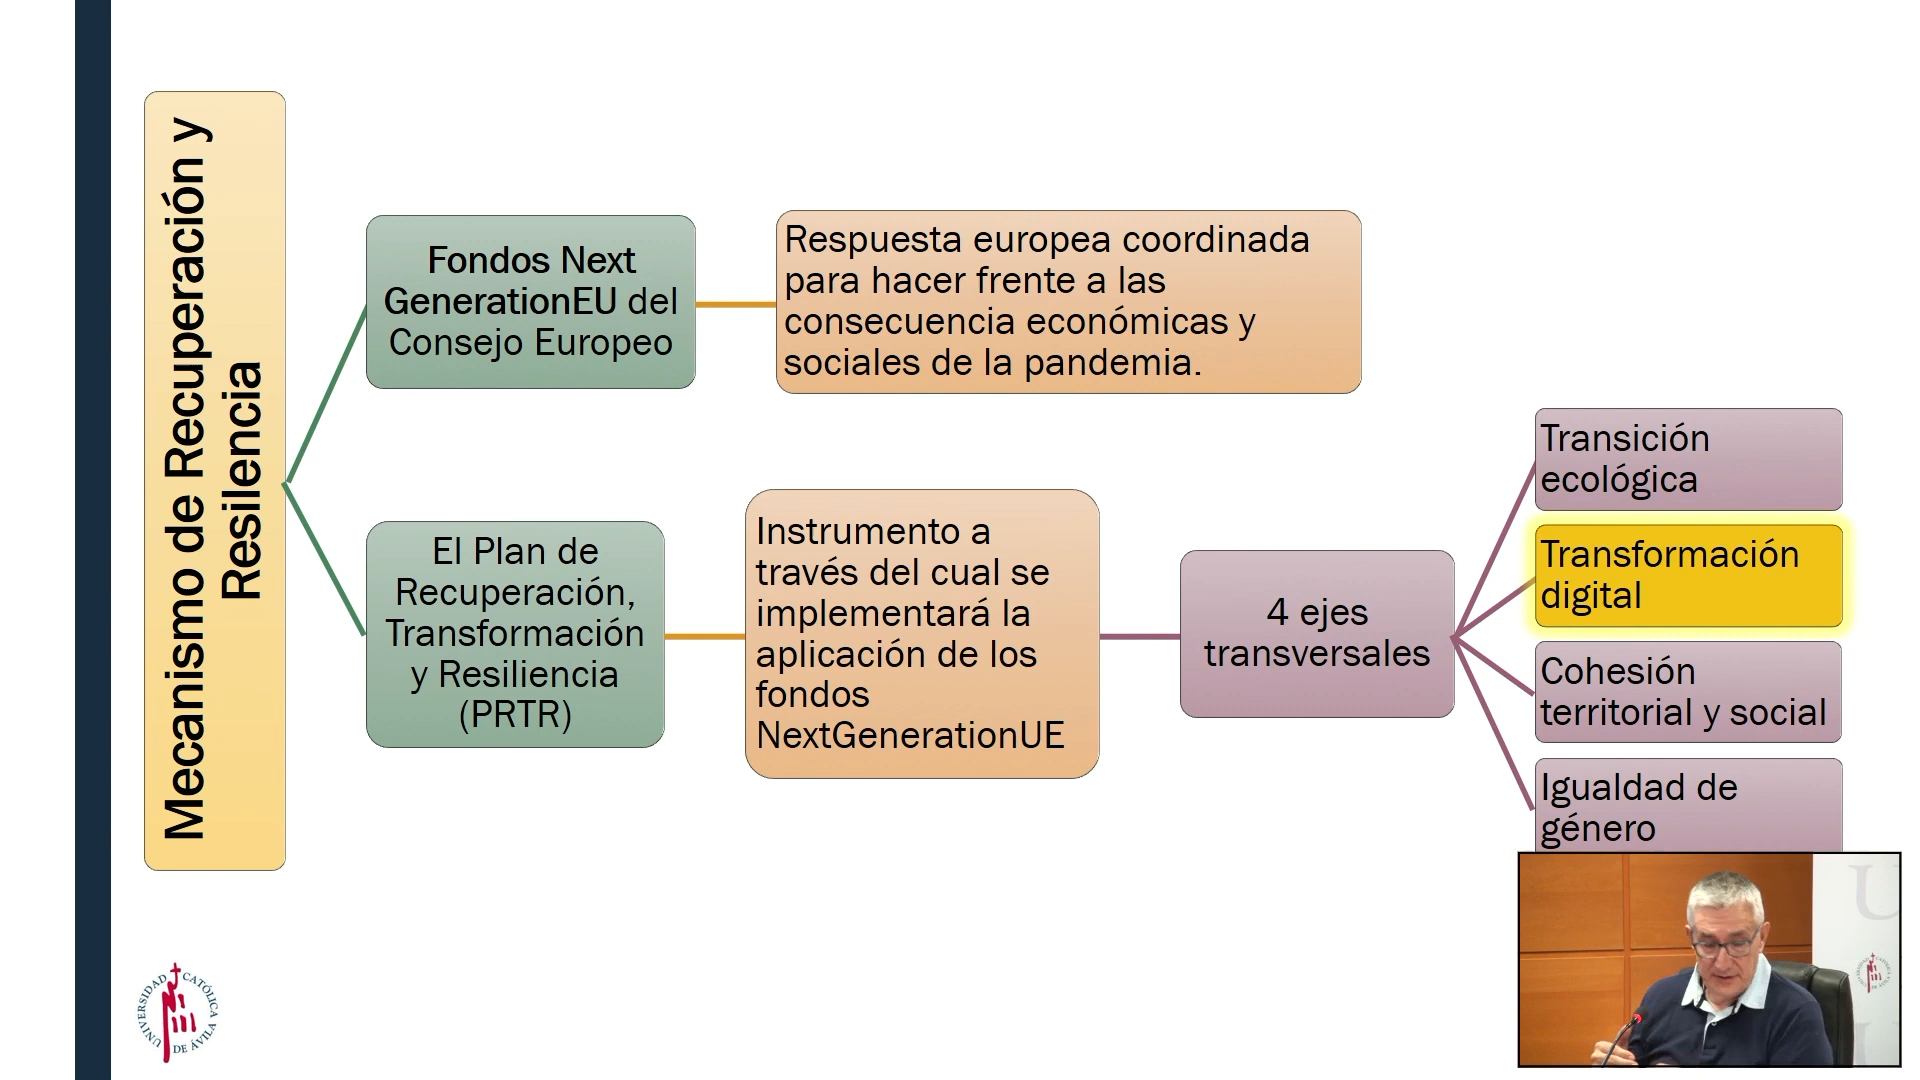 Mecanismo de Recuperación y
Resilencia
Fondos Next
GenerationEU del
Consejo Europeo
Respuesta europea coordinada
para hacer frente a las
consecuencia económicas y
sociales de la pandemia.
El Plan de
Recuperación,
Transformación
y Resiliencia
(PRTR)
Instrumento a
través del cual se
implementará la
aplicación de los
fondos
NextGenerationUE
4 ejes
transversales
Transición
ecológica
Transformación
digital
Cohesión
territorial y social
Igualdad de
género
UNIVERSIDAD CATÓLICA DE ÁVILA
U